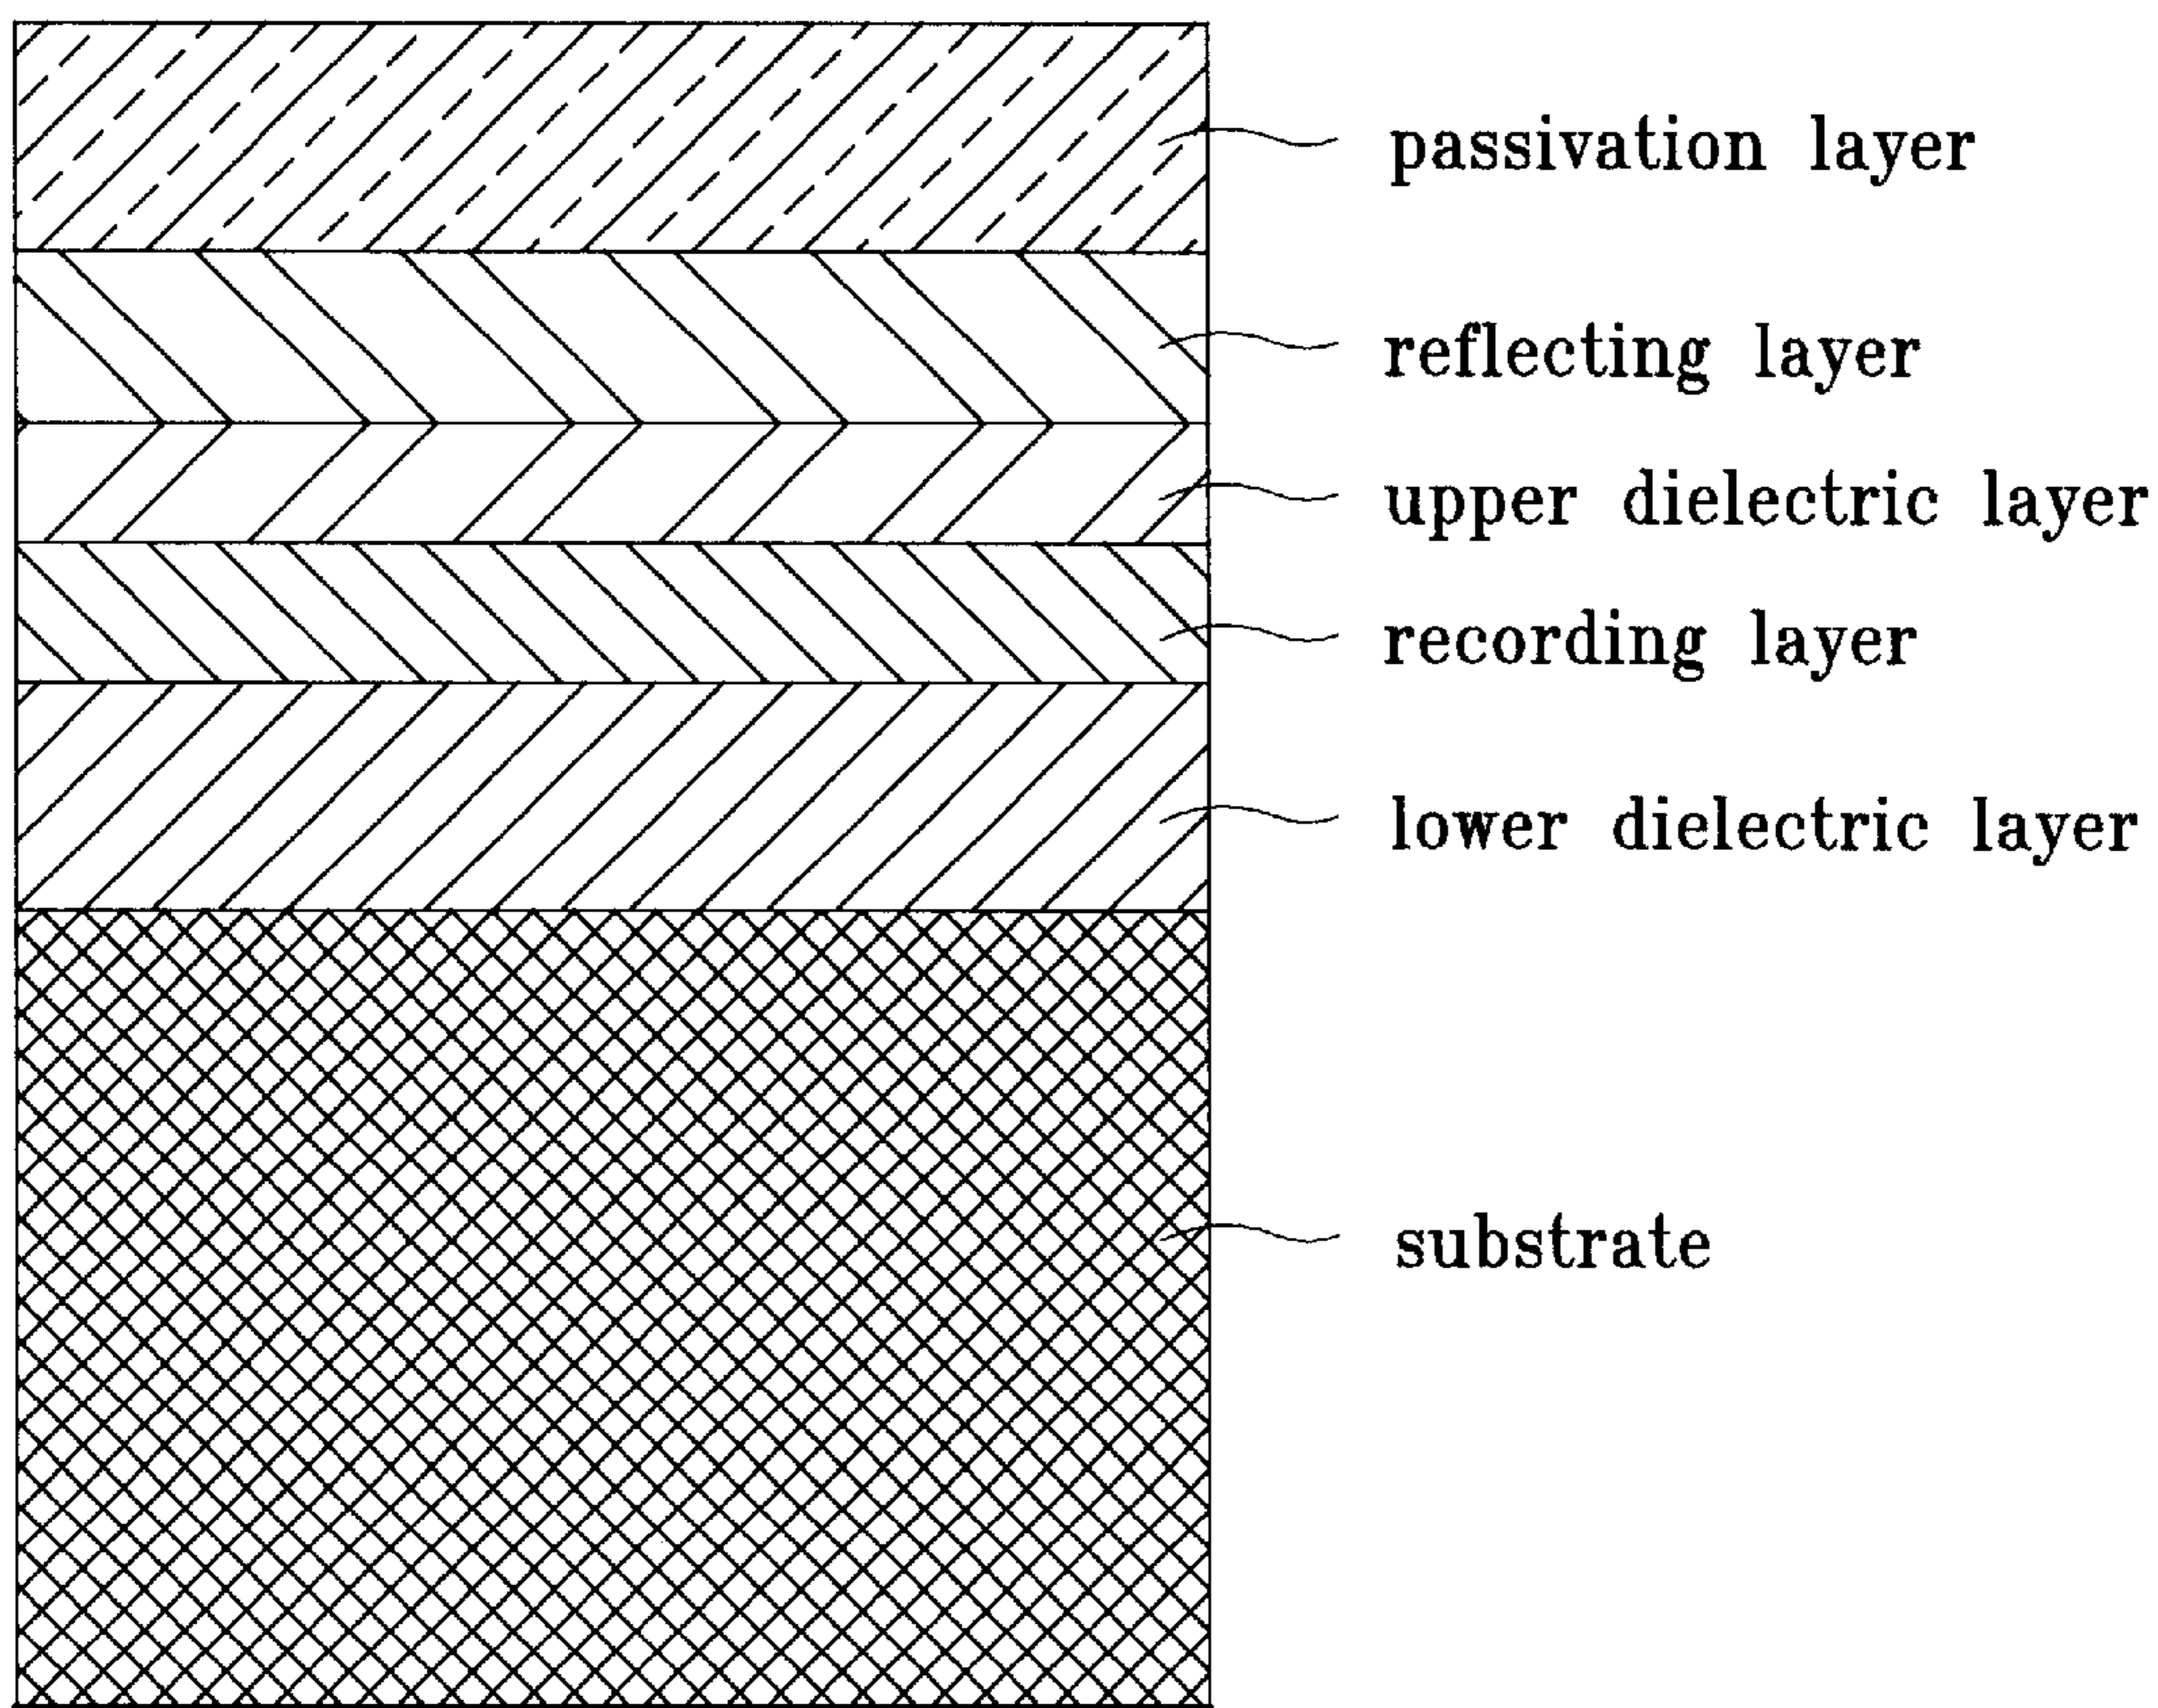 passivation layer
reflecting layer
upper dielectric layer
recording layer
lower dielectric layer
substrate